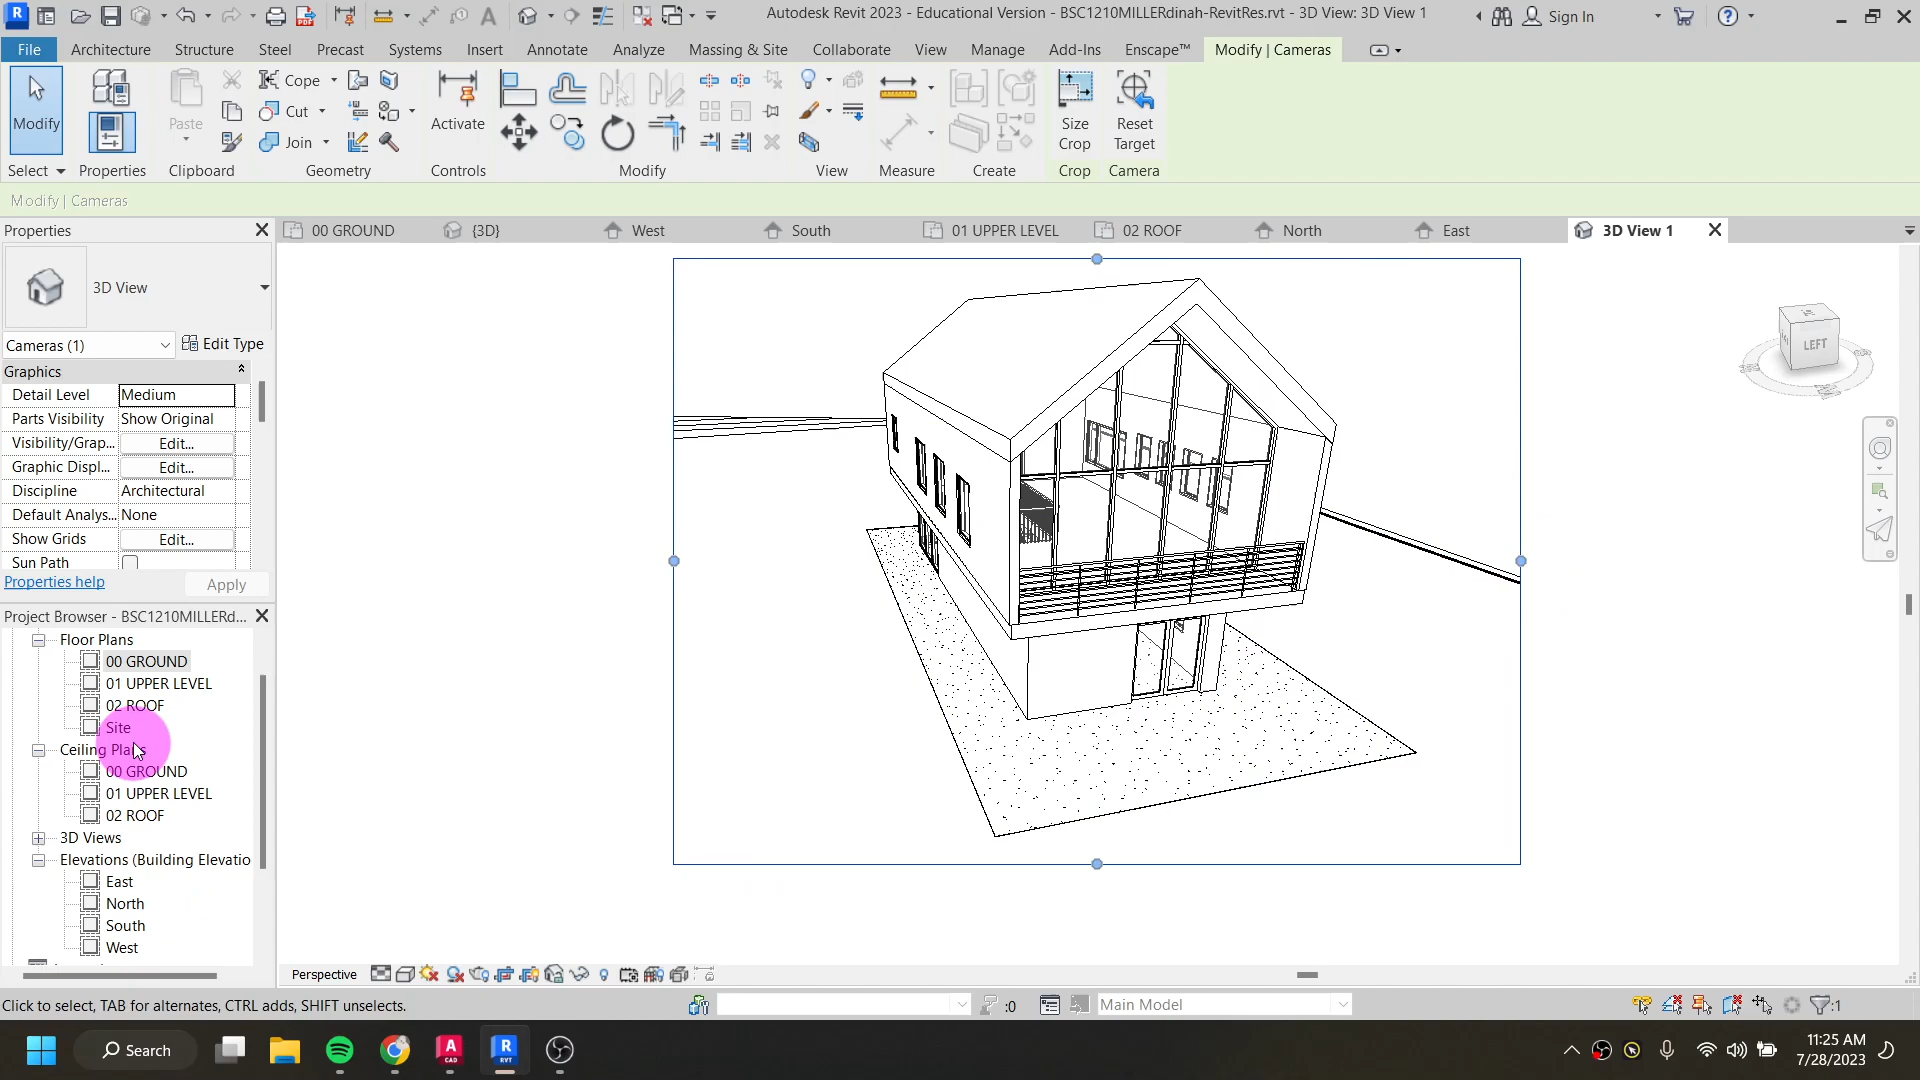 Autodesk Revit 2023 - Educational Version - BSC1210MILLERdinah-RevitRes.rvt - 3D View: 3D View 1
Sign In
File Architecture Structure Steel Precast Systems Insert Annotate Analyze Massing & Site Collaborate View Manage Add-Ins Enscape™ Modify | Cameras
Modify
Paste
Cope
Cut
Join
Activate
Size Crop
Reset Target
Select Properties Clipboard Geometry Controls Modify View Measure Create Crop Camera
Modify | Cameras
Properties
00 GROUND {3D} West South 01 UPPER LEVEL 02 ROOF North East 3D View 1
3D View
Cameras (1) Edit Type
Graphics
Detail Level Medium
Parts Visibility Show Original
Visibility/Grap... Edit...
Graphic Displ... Edit...
Discipline Architectural
Default Analys... None
Show Grids Edit...
Sun Path
Properties help Apply
Project Browser - BSC1210MILLERd...
Floor Plans
00 GROUND
01 UPPER LEVEL
02 ROOF
Site
Ceiling Plans
00 GROUND
01 UPPER LEVEL
02 ROOF
3D Views
Elevations (Building Elevatio
East
North
South
West
LEFT
Perspective
Click to select, TAB for alternates, CTRL adds, SHIFT unselects.
:0
Main Model
:1
Search
11:25 AM
7/28/2023